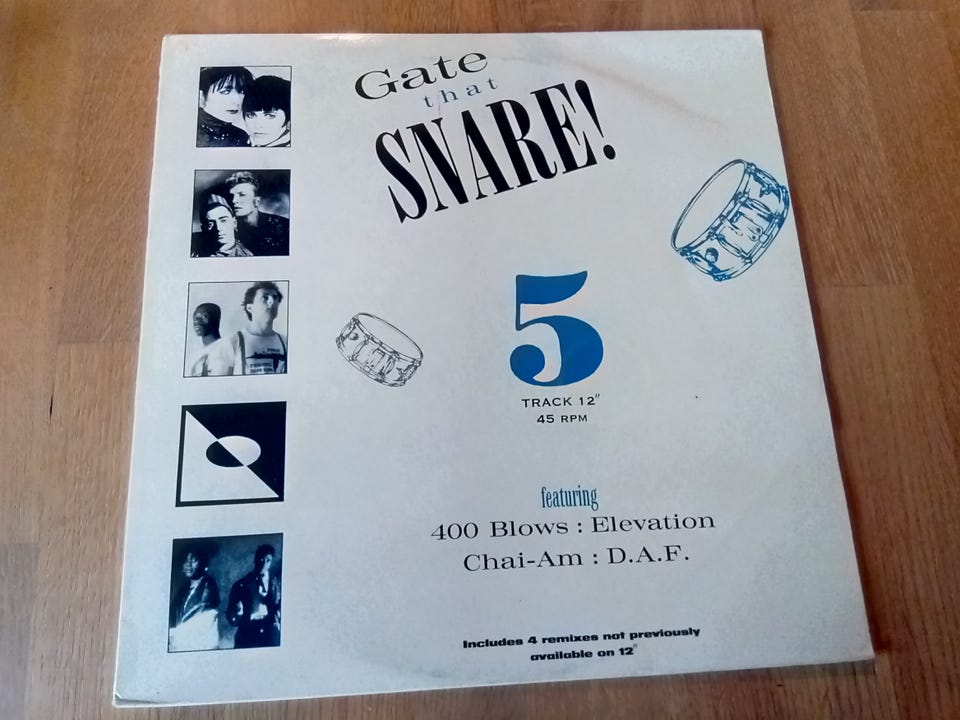 Gate
that
SNARE!
5
TRACK 12"
45 RPM
featuring
400 Blows : Elevation
Chai-Am : D.A.F.
Includes 4 remixes not previously
available on 12"